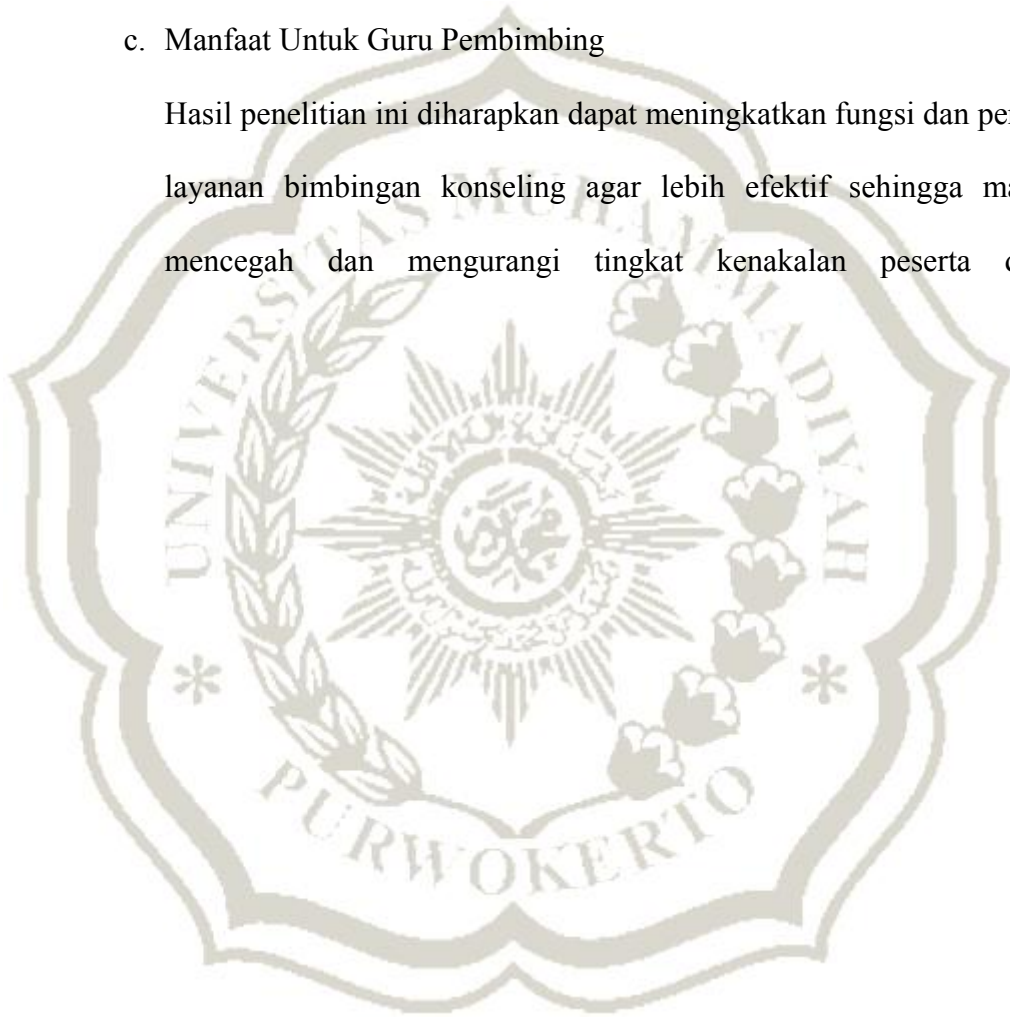 c. Manfaat Untuk Guru Pembimbing
Hasil penelitian ini diharapkan dapat meningkatkan fungsi dan
layanan bimbingan konseling agar lebih efektif sehingga
mencegah dan mengurangi tingkat kenakalan peserta
UNIVERSITAS MUHAMMADIYAH
PURWOKERTO